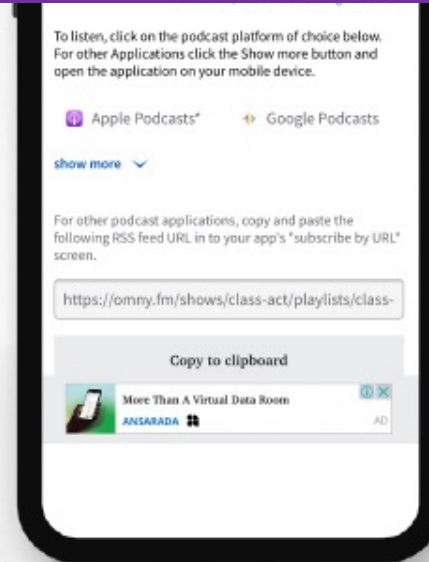 To listen, click on the podcast platform of choice below.
For other Applications click the Show more button and
open the application on your mobile device.
Apple Podcasts* Google Podcasts
show more
For other podcast applications, copy and paste the
following RSS feed URL in to your app's "subscribe by URL"
screen.
https://omny.fm/shows/class-act/playlists/class-
Copy to clipboard
More Than A Virtual Data Room
ANSARADA
AD